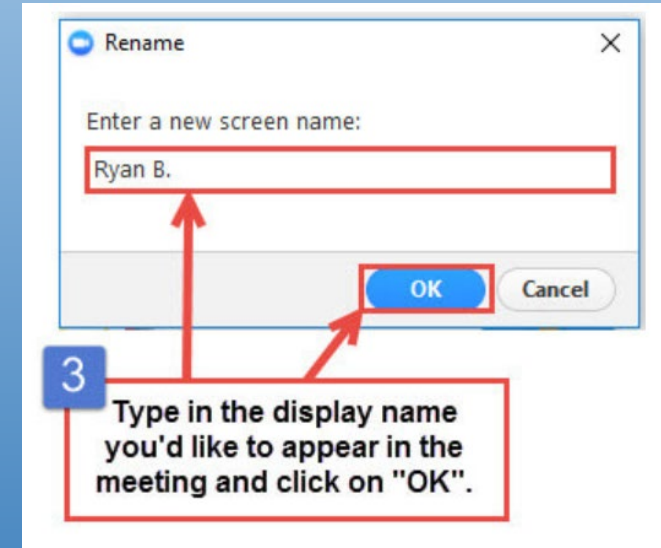 Rename
Enter a new screen name:
Ryan B.
OK Cancel
3
Type in the display name
you'd like to appear in the
meeting and click on "OK".